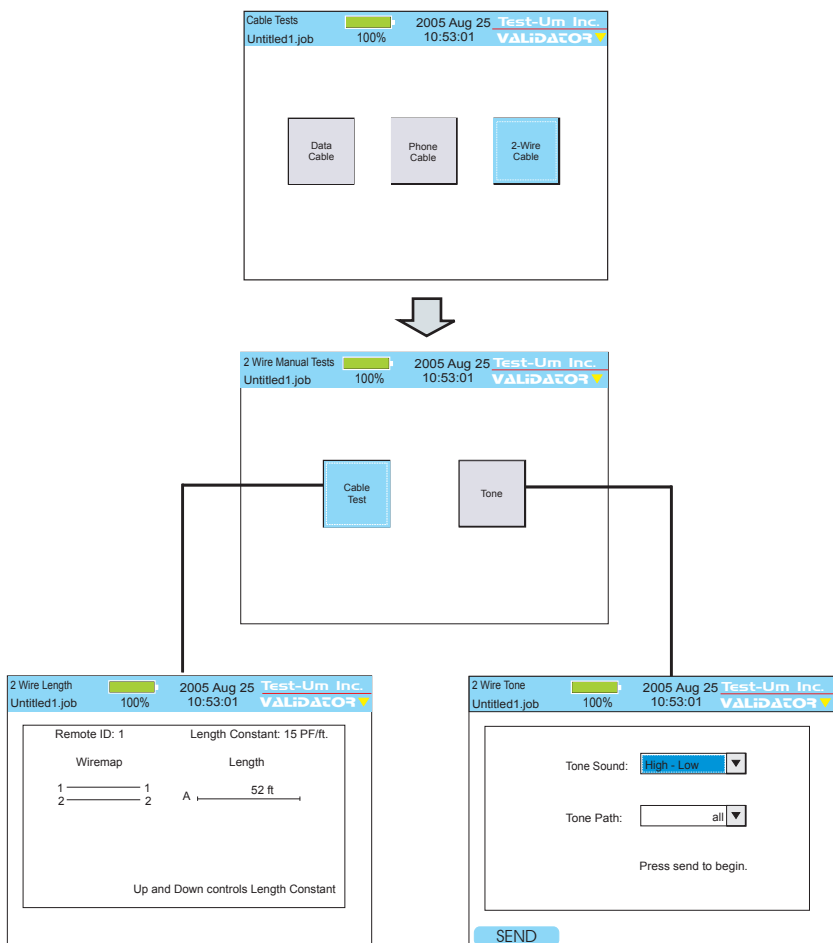 Cable Tests
Untitled1.job
100%
2005 Aug 25
10:53:01
Test-Um Inc.
VALiDATOR
Data
Cable
Phone
Cable
2-Wire
Cable
2 Wire Manual Tests
Untitled1.job
100%
2005 Aug 25
10:53:01
Test-Um Inc.
VALiDATOR
Cable
Test
Tone
2 Wire Length
Untitled1.job
100%
2005 Aug 25
10:53:01
Test-Um Inc.
VALiDATOR
Remote ID: 1
Length Constant: 15 PF/ft.
Wiremap
Length
1 1
2 2
A 52 ft
Up and Down controls Length Constant
2 Wire Tone
Untitled1.job
100%
2005 Aug 25
10:53:01
Test-Um Inc.
VALiDATOR
Tone Sound: High - Low
Tone Path: all
Press send to begin.
SEND